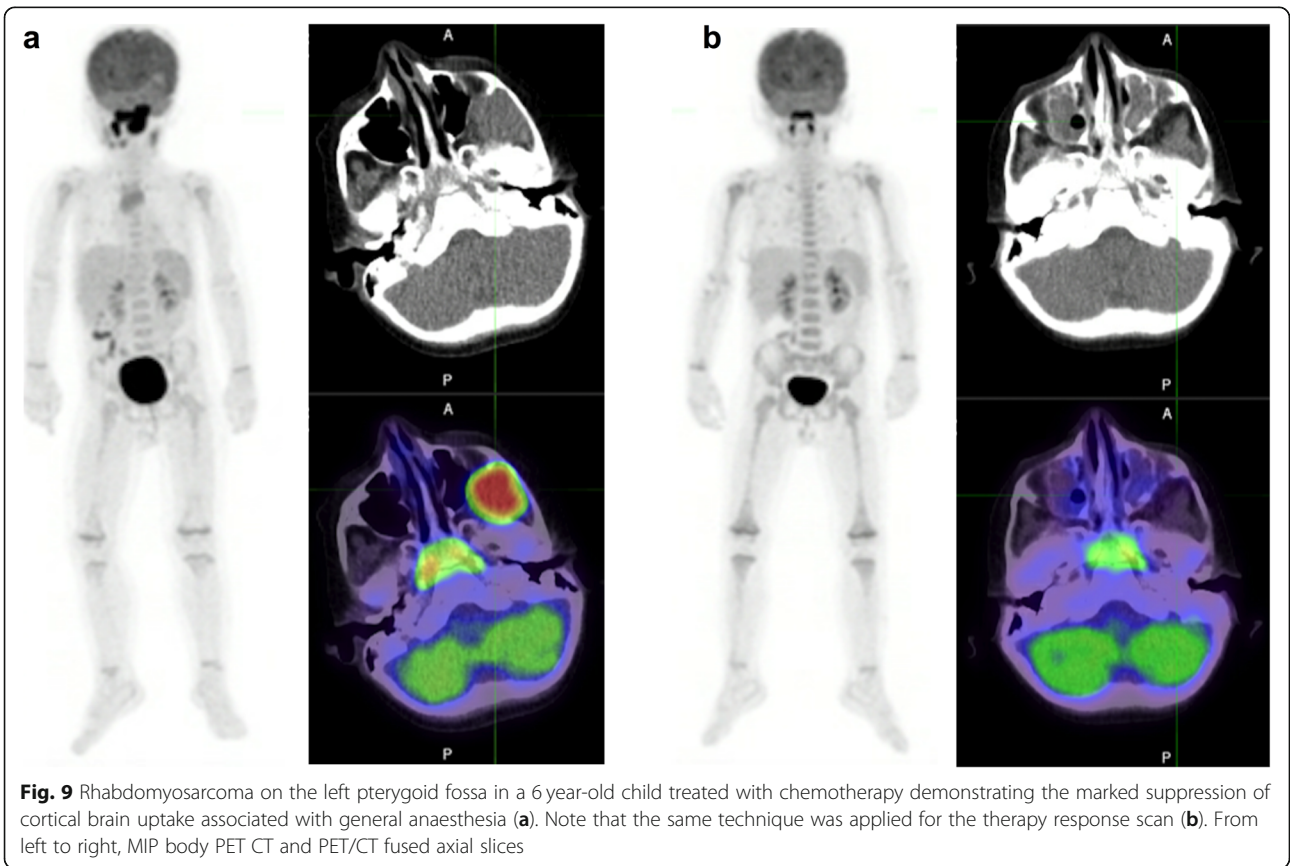 a
b
A
A
P
P
A
A
P
P
Fig. 9 Rhabdomyosarcoma on the left pterygoid fossa in a 6 year-old child treated with chemotherapy demonstrating the marked suppression of
cortical brain uptake associated with general anaesthesia (a). Note that the same technique was applied for the therapy response scan (b). From
left to right, MIP body PET CT and PET/CT fused axial slices